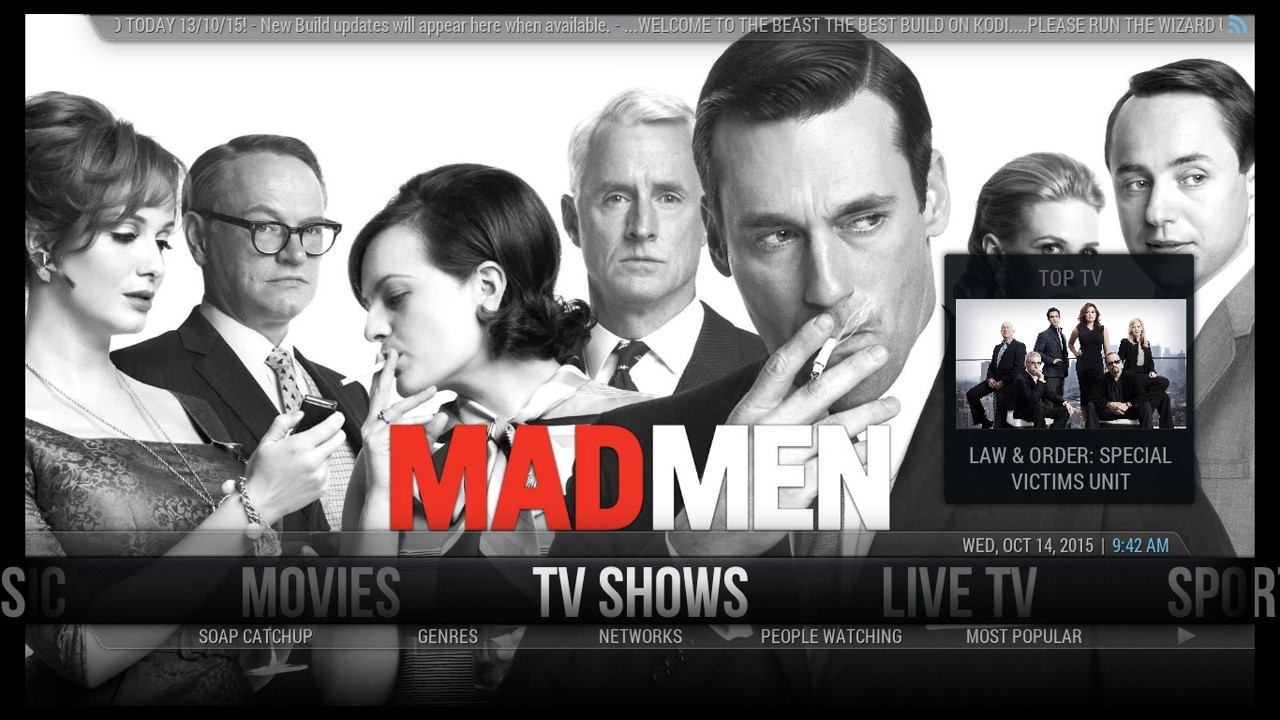 ) TODAY 13/10/15! - New Build updates will appear here when available. - ...WELCOME TO THE BEAST THE BEST BUILD ON KODI....PLEASE RUN THE WIZARD
MADMEN
TOP TV
LAW & ORDER: SPECIAL
VICTIMS UNIT
WED, OCT 14, 2015 | 9:42 AM
SIC MOVIES TV SHOWS LIVE TV SPORT
SOAP CATCHUP GENRES NETWORKS PEOPLE WATCHING MOST POPULAR